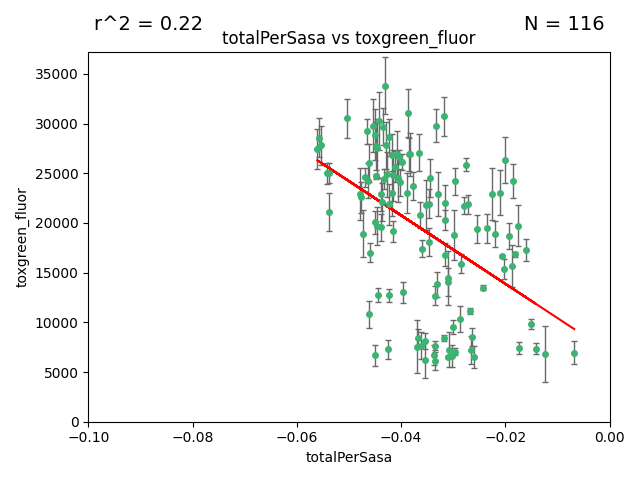 r^2 = 0.22
N = 116
totalPerSasa vs toxgreen_fluor
35000
30000
25000
20000
15000
10000
5000
0
toxgreen_fluor
−0.10
−0.08
−0.06
−0.04
−0.02
0.00
totalPerSasa